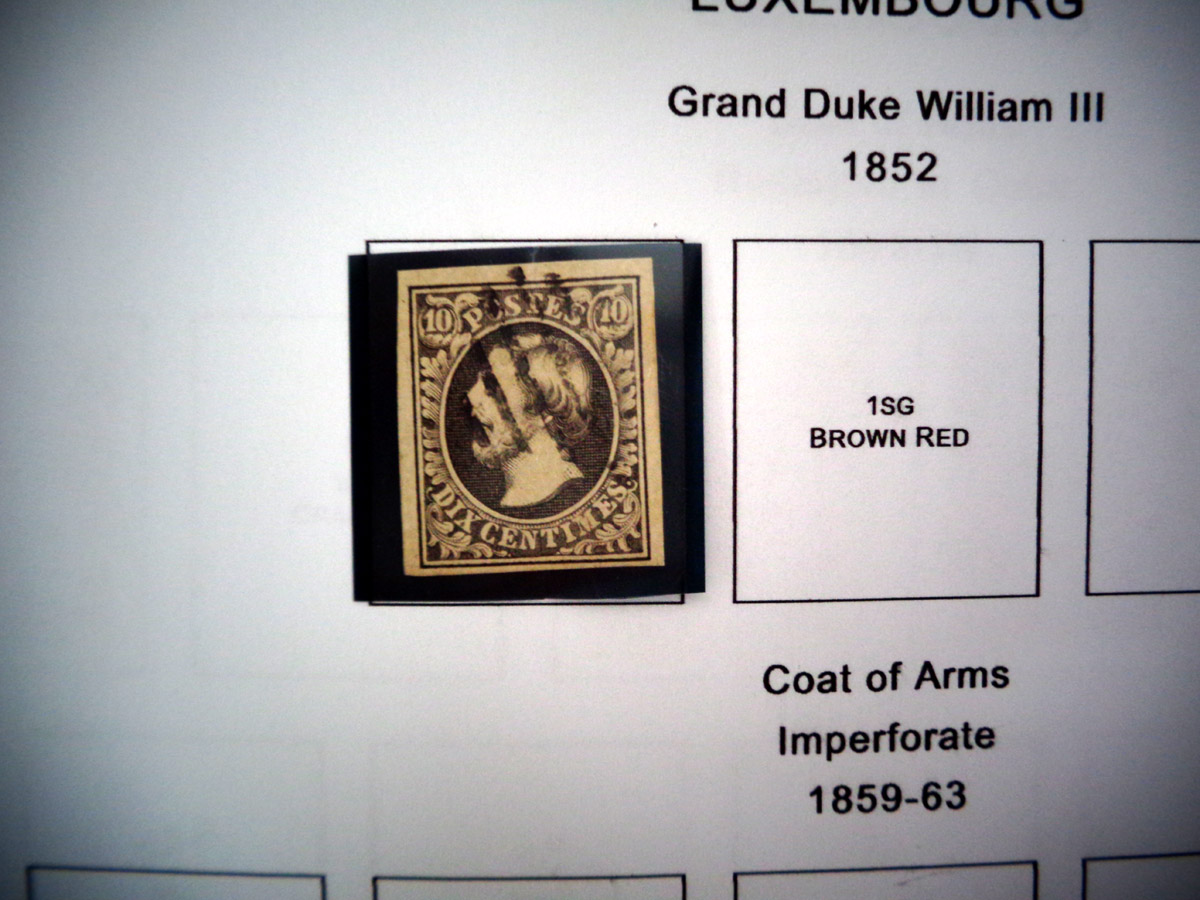 LUXEMBOURG
Grand Duke William III
1852
10 POSTES 10
DIX CENTIMES.
1SG
BROWN RED
Coat of Arms
Imperforate
1859-63